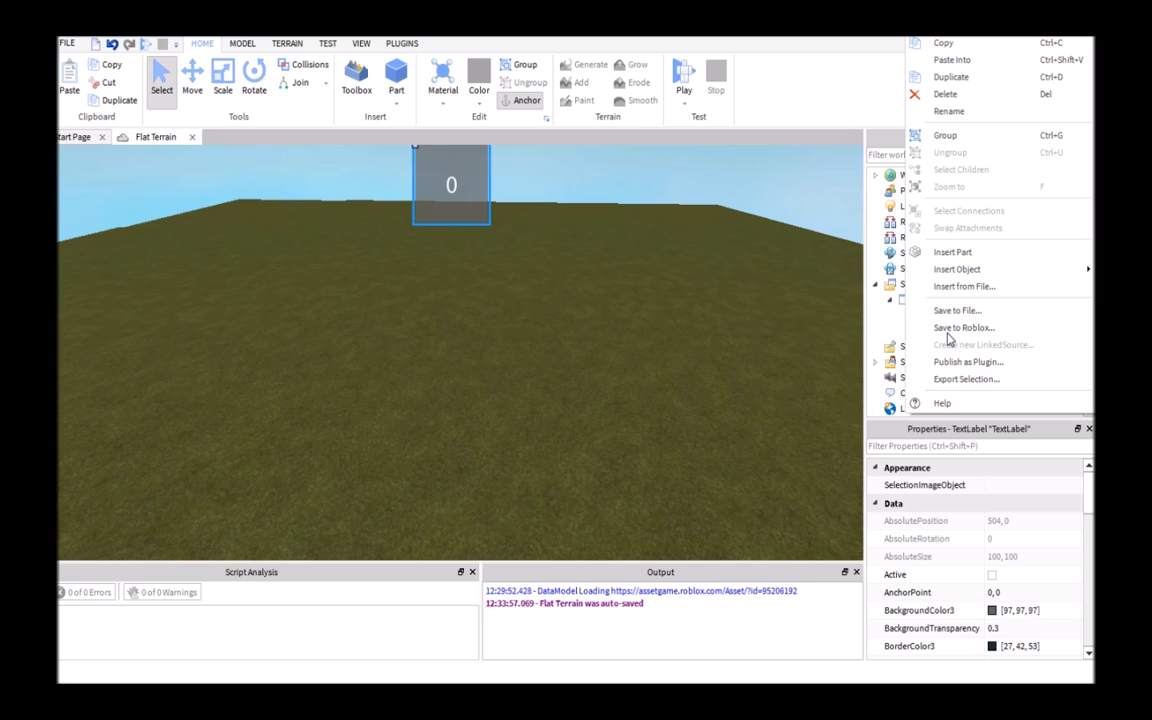 FILE HOME MODEL TERRAIN TEST VIEW PLUGINS
Copy Collisions Group Generate Grow
Cut Join Ungroup Add Erode
Paste Duplicate Select Move Scale Rotate Toolbox Part Material Color Anchor Paint Smooth Play Stop
Clipboard Tools Insert Edit Terrain Test
tart Page Flat Terrain
0
Copy Ctrl+C
Paste Into Ctrl+Shift+V
Duplicate Ctrl+D
Delete Del
Rename
Group Ctrl+G
Ungroup Ctrl+U
Select Children
Zoom to F
Select Connections
Swap Attachments
Insert Part
Insert Object
Insert from File...
Save to File...
Save to Roblox...
Create new LinkedSource...
Publish as Plugin...
Export Selection...
Help
Filter wor
W
P
L
R
R
S
S
S
S
S
S
C
L
Properties - TextLabel "TextLabel"
Filter Properties (Ctrl+Shift+P)
Appearance
SelectionImageObject
Data
AbsolutePosition 504, 0
AbsoluteRotation 0
AbsoluteSize 100, 100
Active
AnchorPoint 0, 0
BackgroundColor3 [97, 97, 97]
BackgroundTransparency 0.3
BorderColor3 [27, 42, 53]
Script Analysis
0 of 0 Errors 0 of 0 Warnings
Output
12:29:52.428 - DataModel Loading https://assetgame.roblox.com/Asset/?id=95206192
12:33:57.069 - Flat Terrain was auto-saved